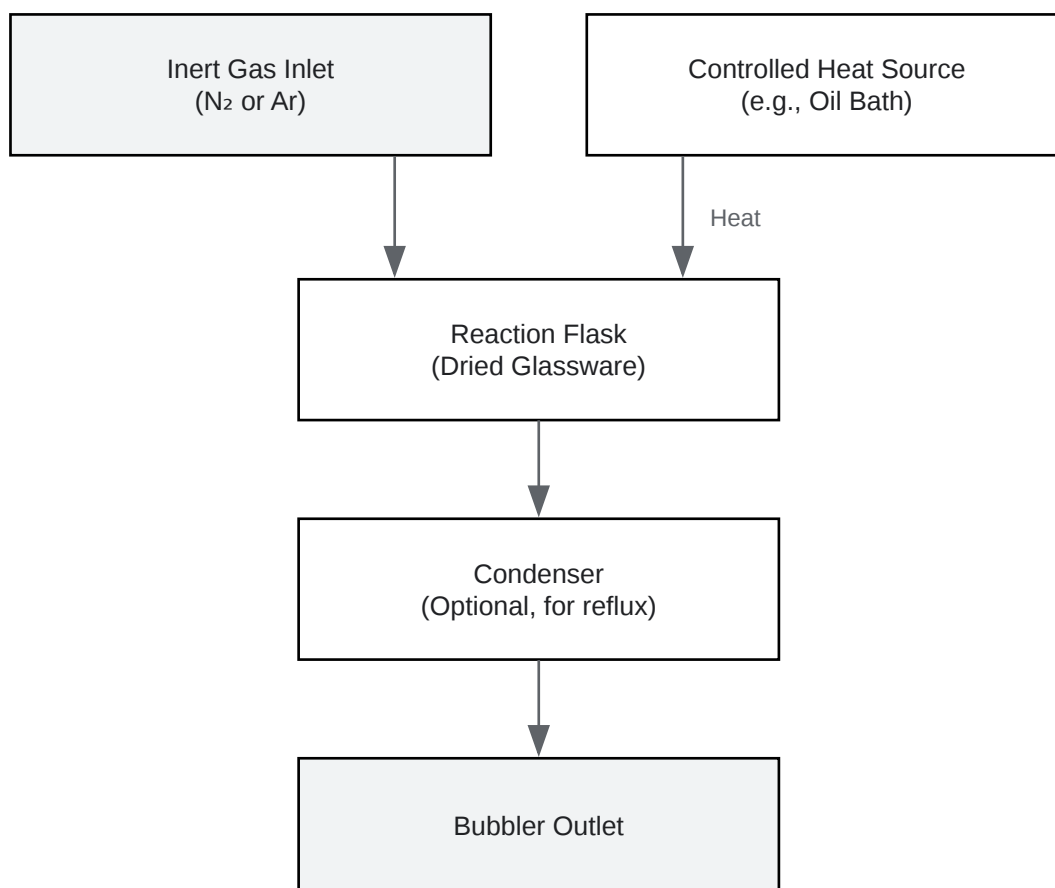 Inert Gas Inlet
(N₂ or Ar)
Controlled Heat Source
(e.g., Oil Bath)
Heat
Reaction Flask
(Dried Glassware)
Condenser
(Optional, for reflux)
Bubbler Outlet